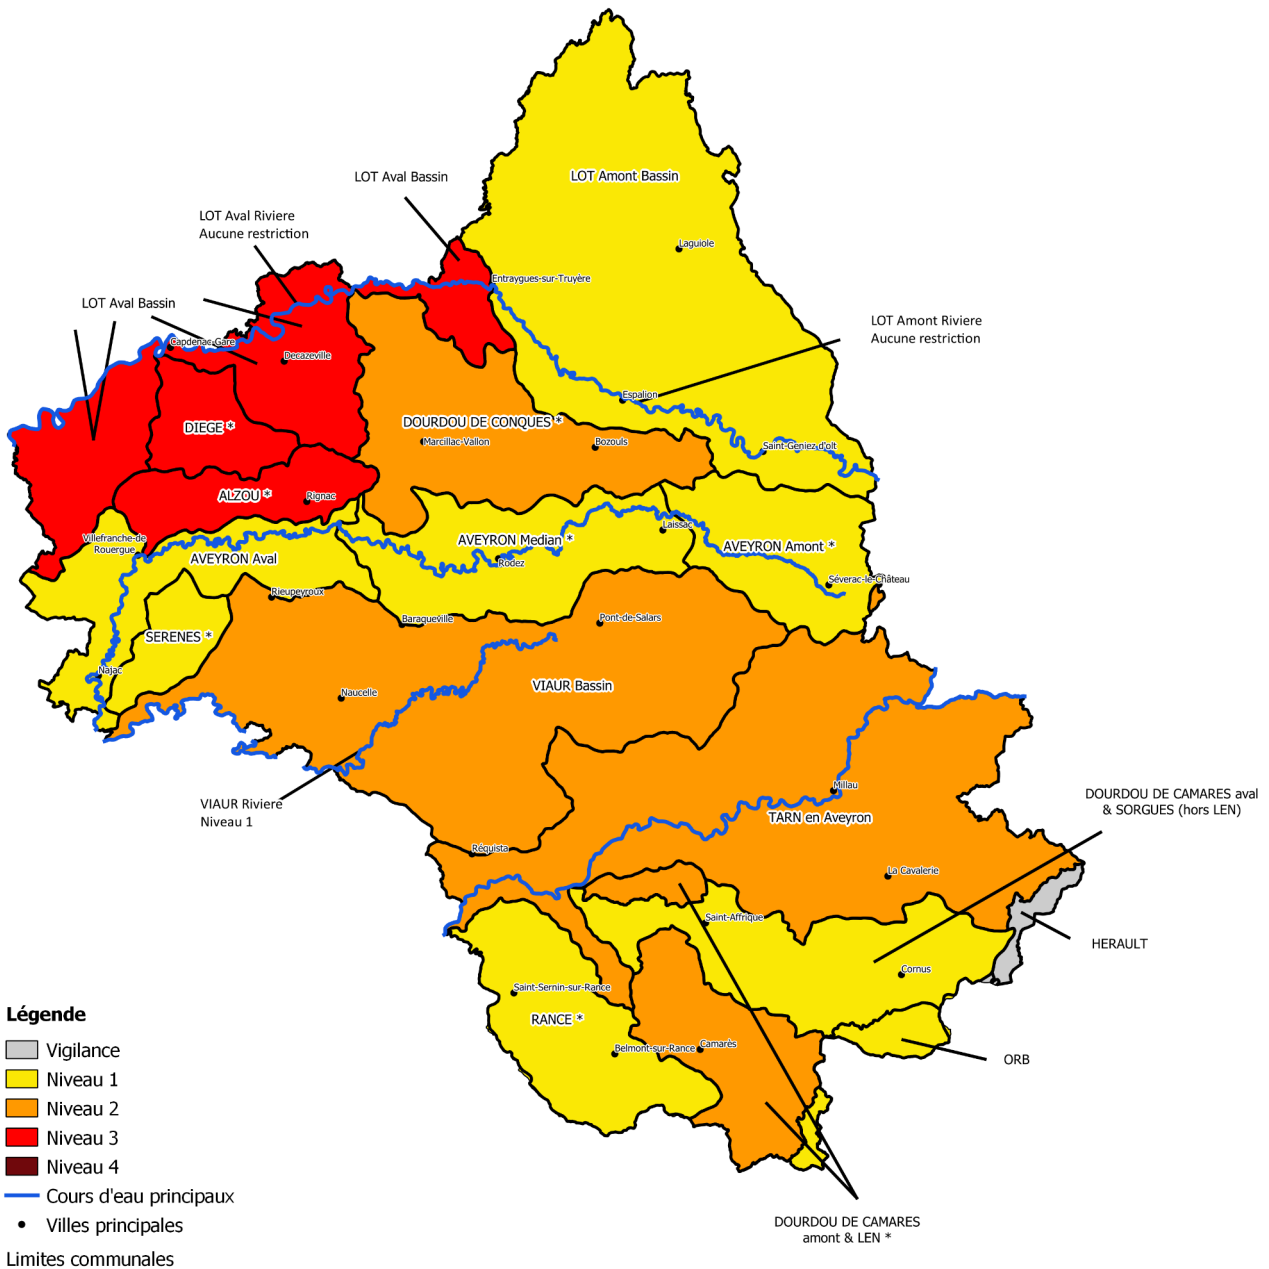 LOT Amont Bassin
LOT Aval Bassin
LOT Aval Riviere
Aucune restriction
Laguiole
Entraygues-sur-Truyère
LOT Aval Bassin
LOT Amont Riviere
Aucune restriction
Capdenac-Gare
Decazeville
Espalion
DIEGE *
DOURDOU DE CONQUES *
Marcillac-Vallon
Bozouls
Saint-Geniez d'olt
ALZOU *
Rignac
Villefranche-de
Rouergue
AVEYRON Aval
AVEYRON Median *
Laissac
AVEYRON Amont *
Rodez
Séverac-le-Château
Rieupeyroux
Baraqueville
Pont-de-Salars
SERENES *
Najac
Naucelle
VIAUR Bassin
VIAUR Riviere
Niveau 1
Millau
TARN en Aveyron
DOURDOU DE CAMARES aval
& SORGUES (hors LEN)
Réquista
La Cavalerie
Saint-Affrique
HERAULT
Cornus
Saint-Sernin-sur-Rance
RANCE *
Belmont-sur-Rance
Camarès
ORB
DOURDOU DE CAMARES
amont & LEN *
Légende
Vigilance
Niveau 1
Niveau 2
Niveau 3
Niveau 4
Cours d'eau principaux
Villes principales
Limites communales